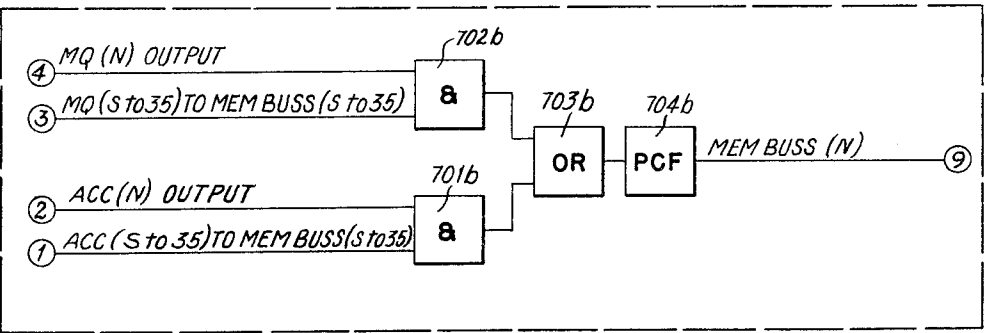 702b
④ MQ (N) OUTPUT
&
③ MQ (S to 35) TO MEM BUSS (S to 35)
703b
704b
OR
PCF
MEM BUSS (N)
⑨
701b
② ACC (N) OUTPUT
&
① ACC (S to 35) TO MEM BUSS (S to 35)